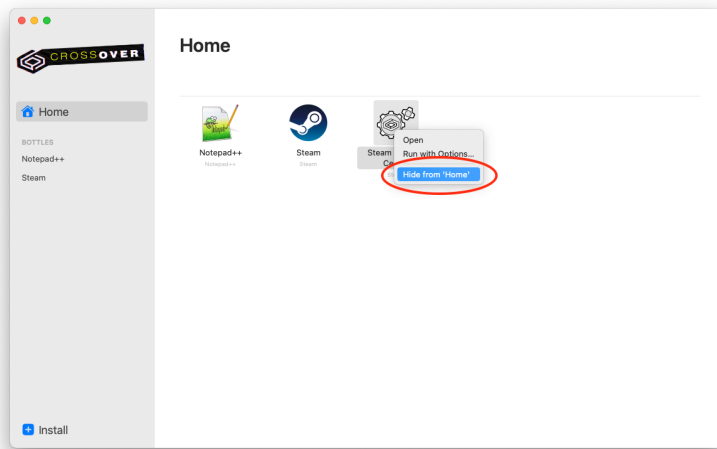 CROSSOVER
Home
Home
BOTTLES
Notepad++
Steam
Install
Notepad++
Notepad++
Steam
Steam
Steam
Open
Run with Options...
Hide from 'Home'